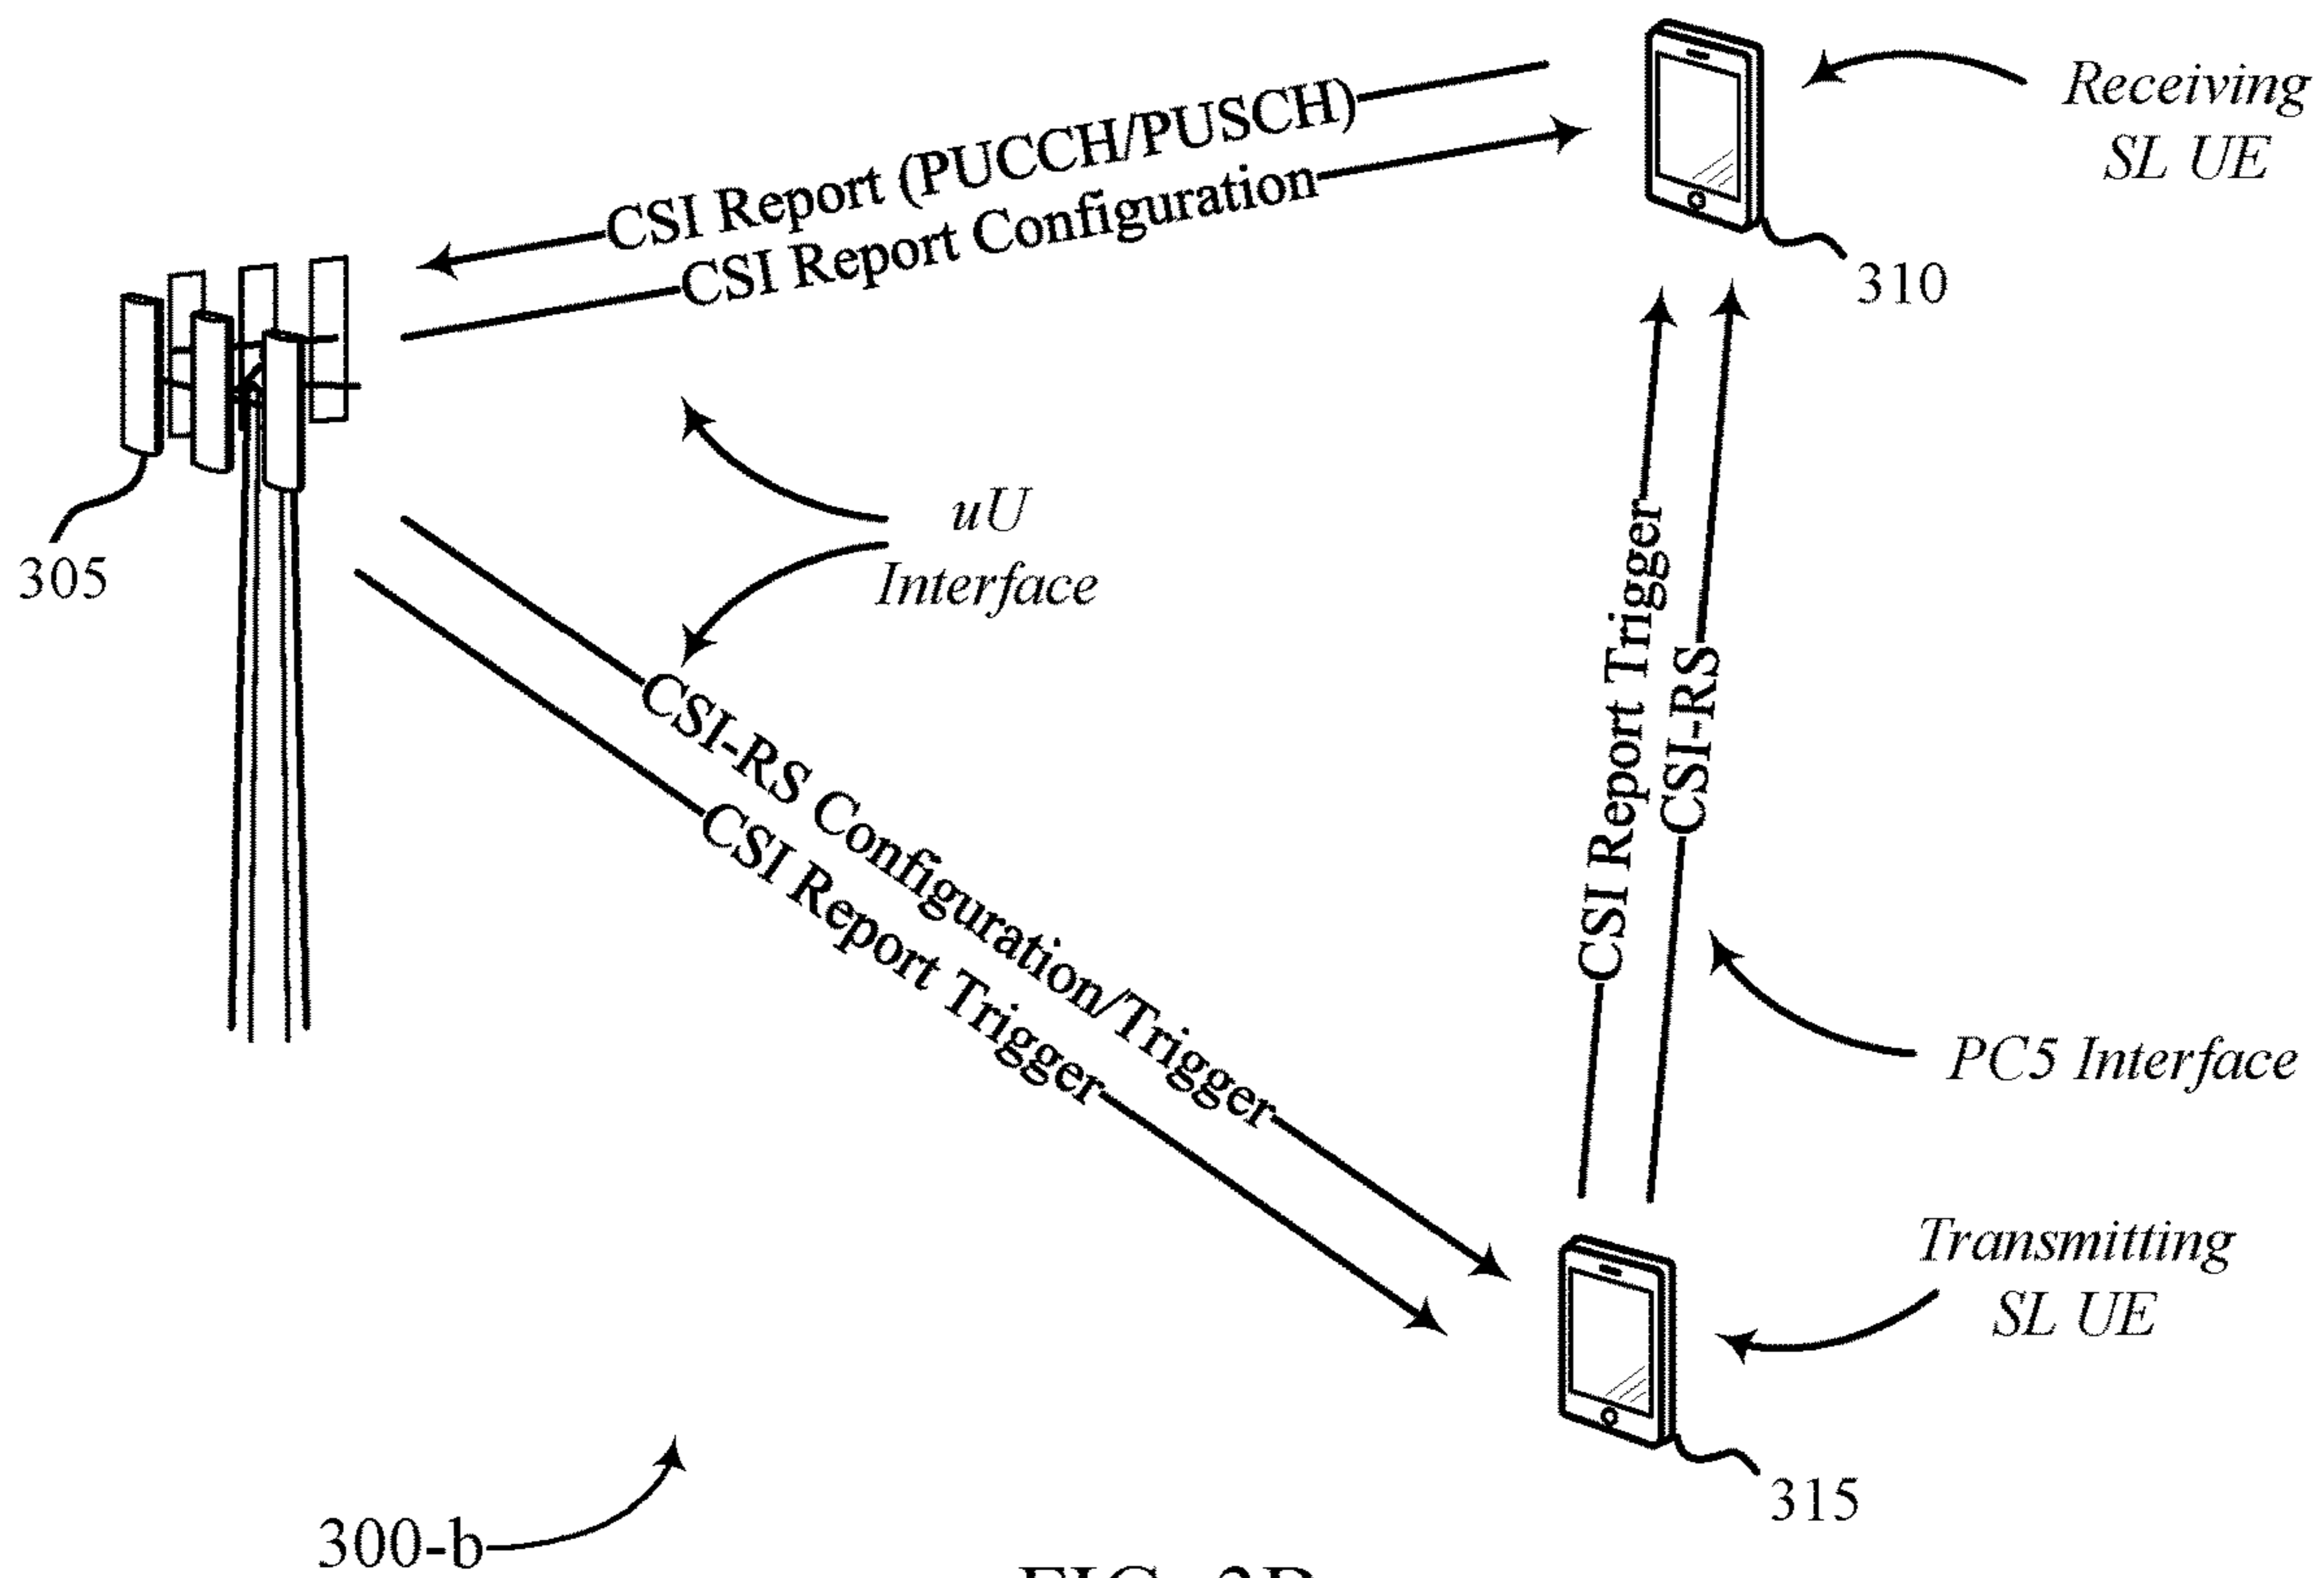 CSI Report (PUCCH/PUSCH)
CSI Report Configuration
Receiving
SL UE
310
305
uU
Interface
CSI Report Trigger
CSI-RS
CSI-RS Configuration/Trigger
CSI Report Trigger
PC5 Interface
Transmitting
SL UE
315
300-b